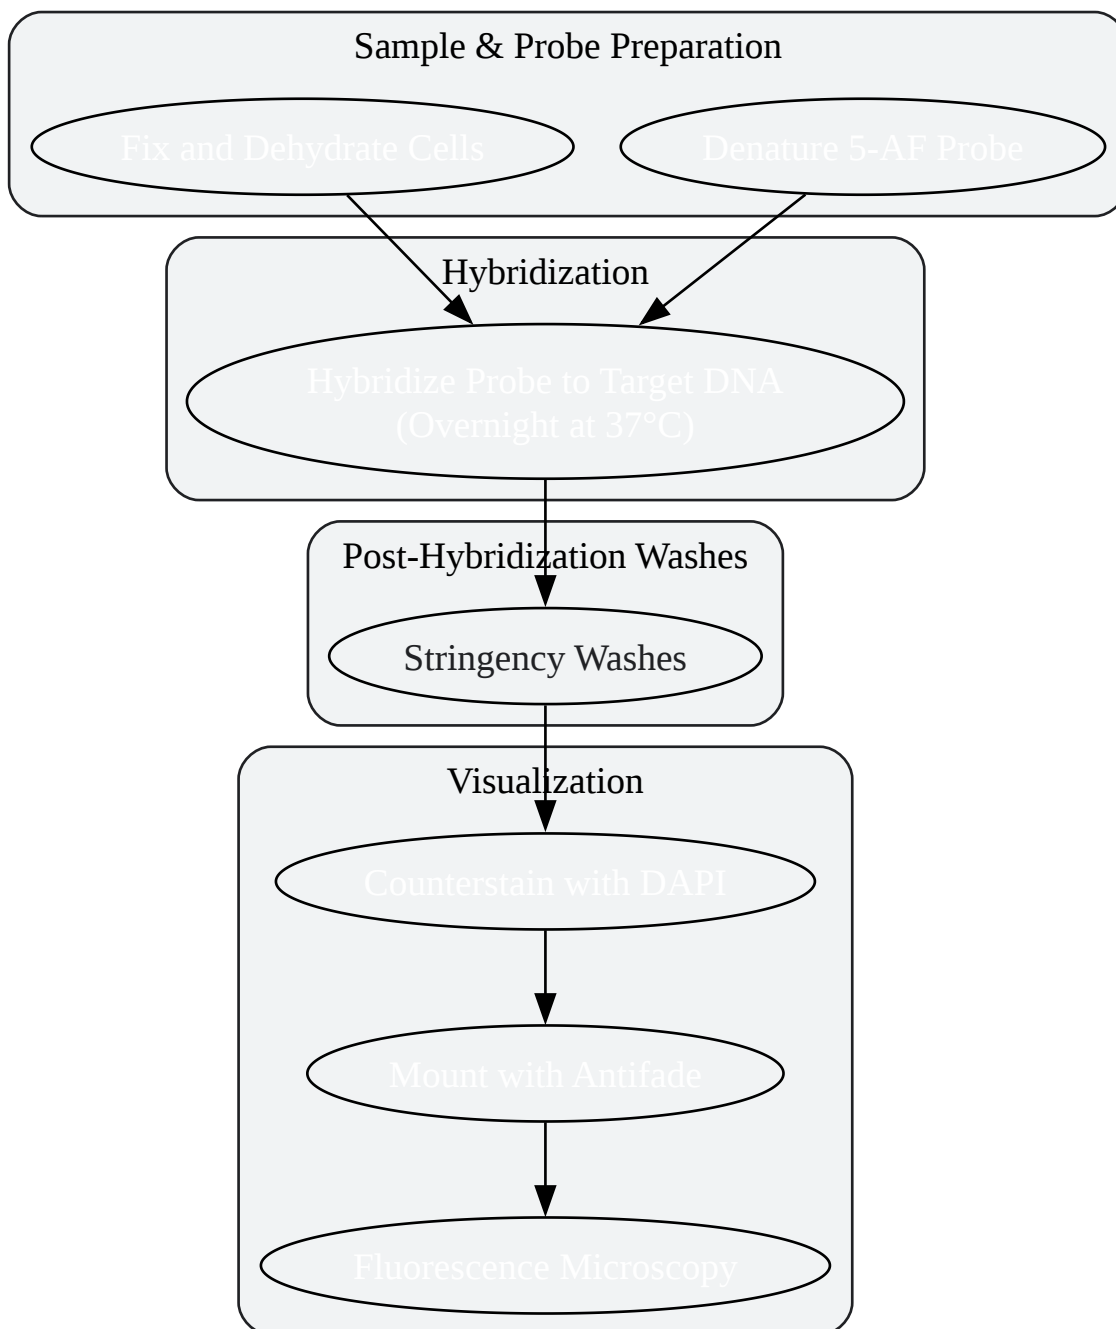 Sample & Probe Preparation
Fix and Dehydrate Cells
Denature 5-AF Probe
Hybridization
Hybridize Probe to Target DNA
(Overnight at 37°C)
Post-Hybridization Washes
Stringency Washes
Visualization
Counterstain with DAPI
Mount with Antifade
Fluorescence Microscopy